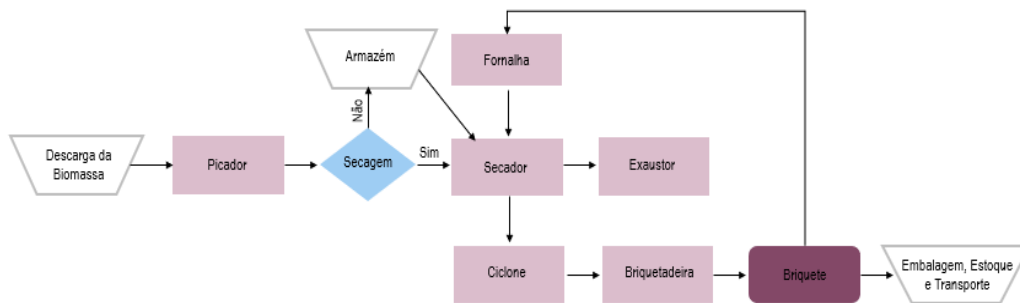 Armazém
Fornalha
Não
Descarga da
Biomassa
Picador
Secagem
Sim
Secador
Exaustor
Ciclone
Briquetadeira
Briquete
Embalagem, Estoque
e Transporte